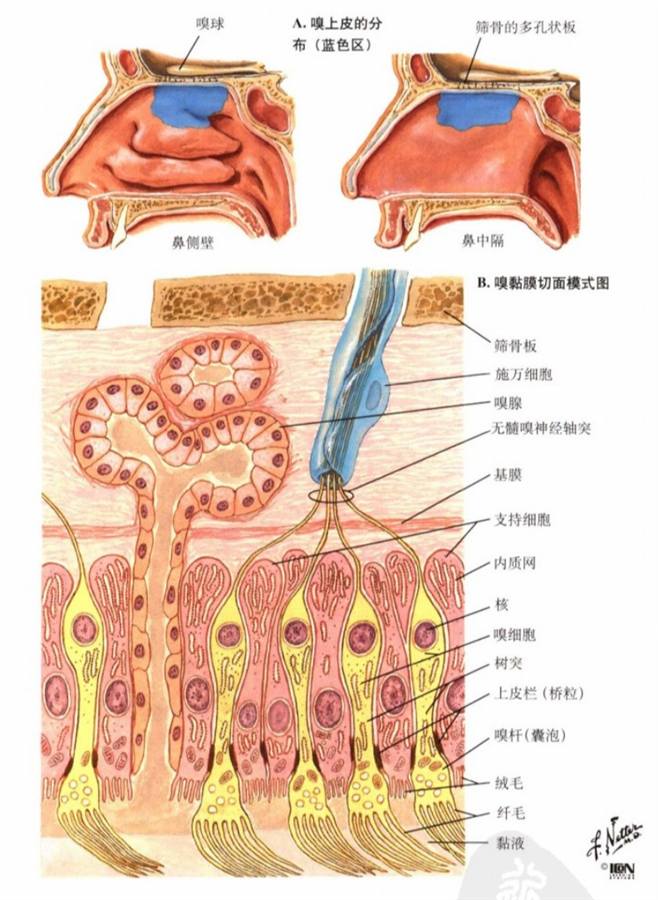 嗅球
A. 嗅上皮的分
布（蓝色区）
筛骨的多孔状板
鼻侧壁
鼻中隔
B. 嗅黏膜切面模式图
筛骨板
施万细胞
嗅腺
无髓嗅神经轴突
基膜
支持细胞
内质网
核
嗅细胞
树突
上皮栏（桥粒）
嗅杆（囊泡）
绒毛
纤毛
黏液
F. Netter
M.D.
©